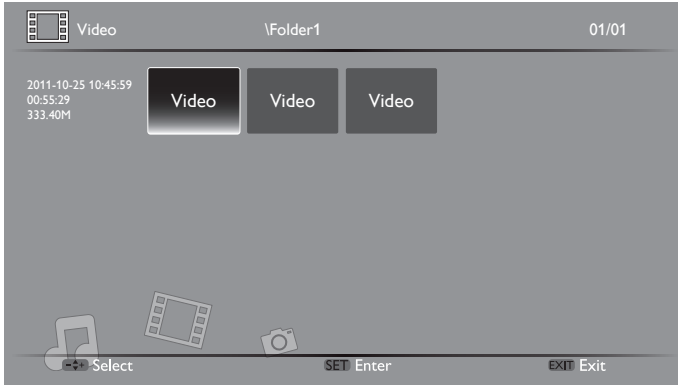 Video \Folder1 01/01
2011-10-25 10:45:59
00:55:29
333.40M
Video Video Video
Select SET Enter EXIT Exit